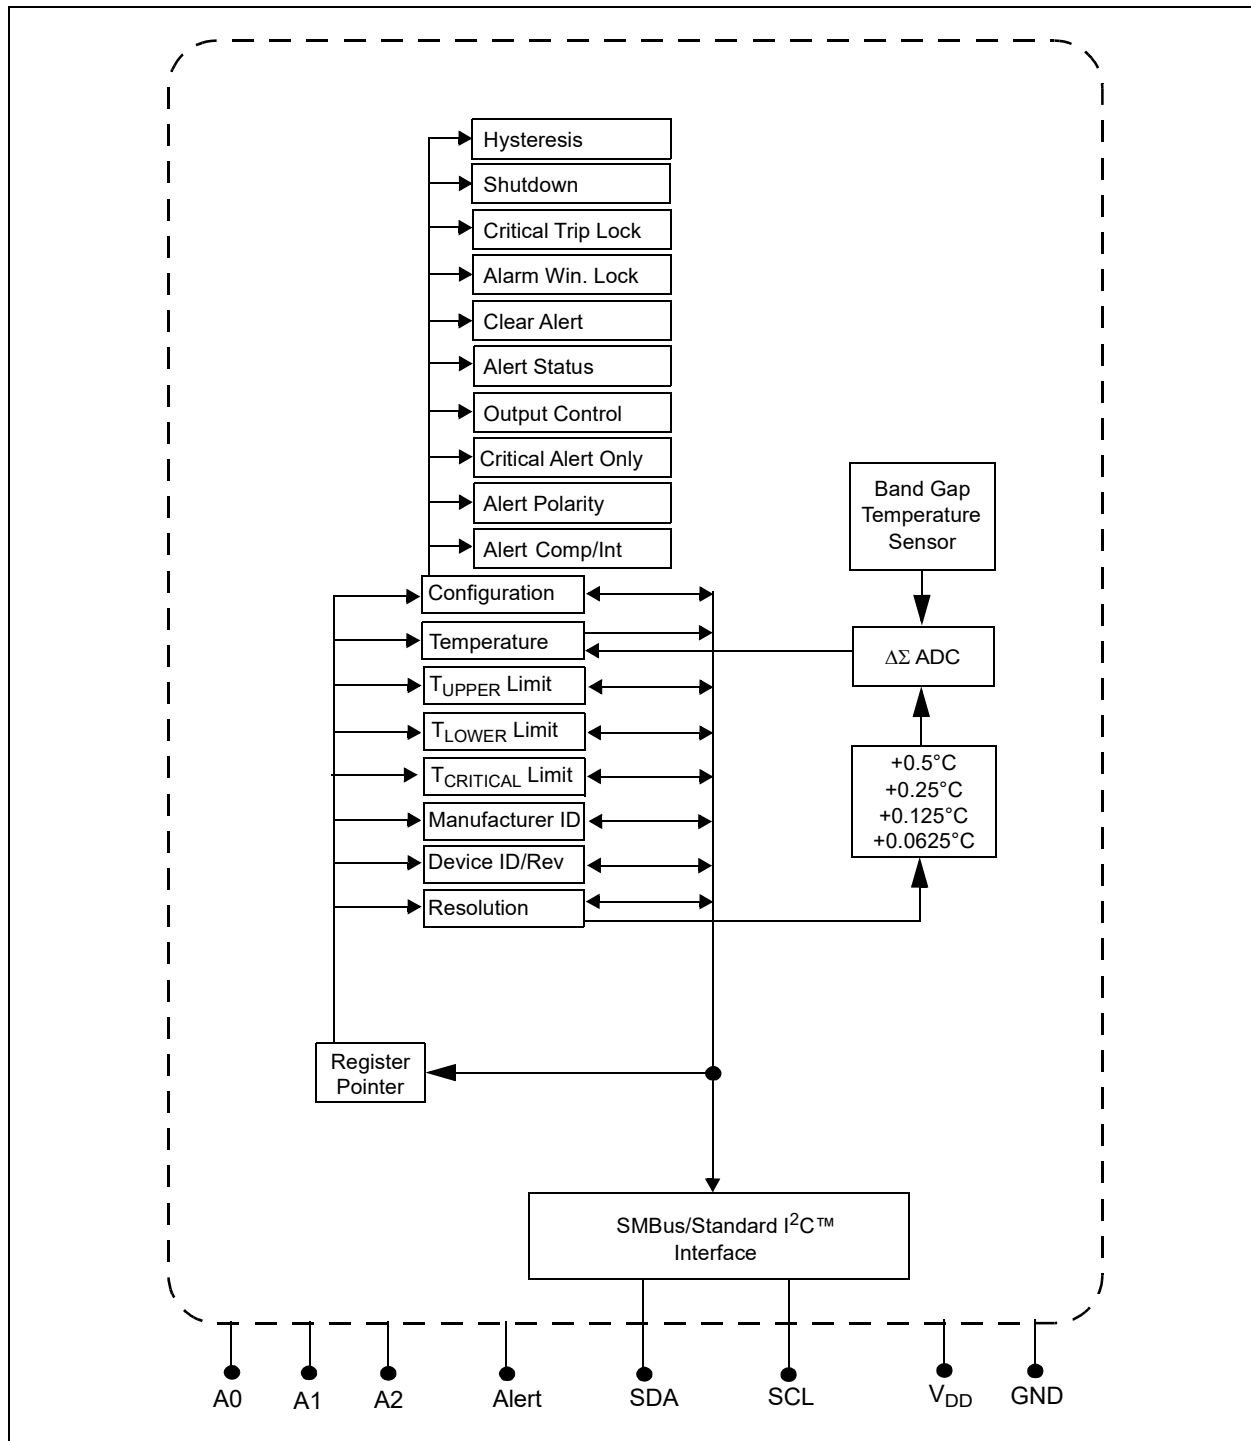 Hysteresis
Shutdown
Critical Trip Lock
Alarm Win. Lock
Clear Alert
Alert Status
Output Control
Critical Alert Only
Alert Polarity
Alert Comp/Int
Configuration
Temperature
TUPPER Limit
TLOWER Limit
TCRITICAL Limit
Manufacturer ID
Device ID/Rev
Resolution
Band Gap
Temperature
Sensor
ΔΣ ADC
+0.5°C
+0.25°C
+0.125°C
+0.0625°C
Register
Pointer
SMBus/Standard I²C™
Interface
A0
A1
A2
Alert
SDA
SCL
VDD
GND